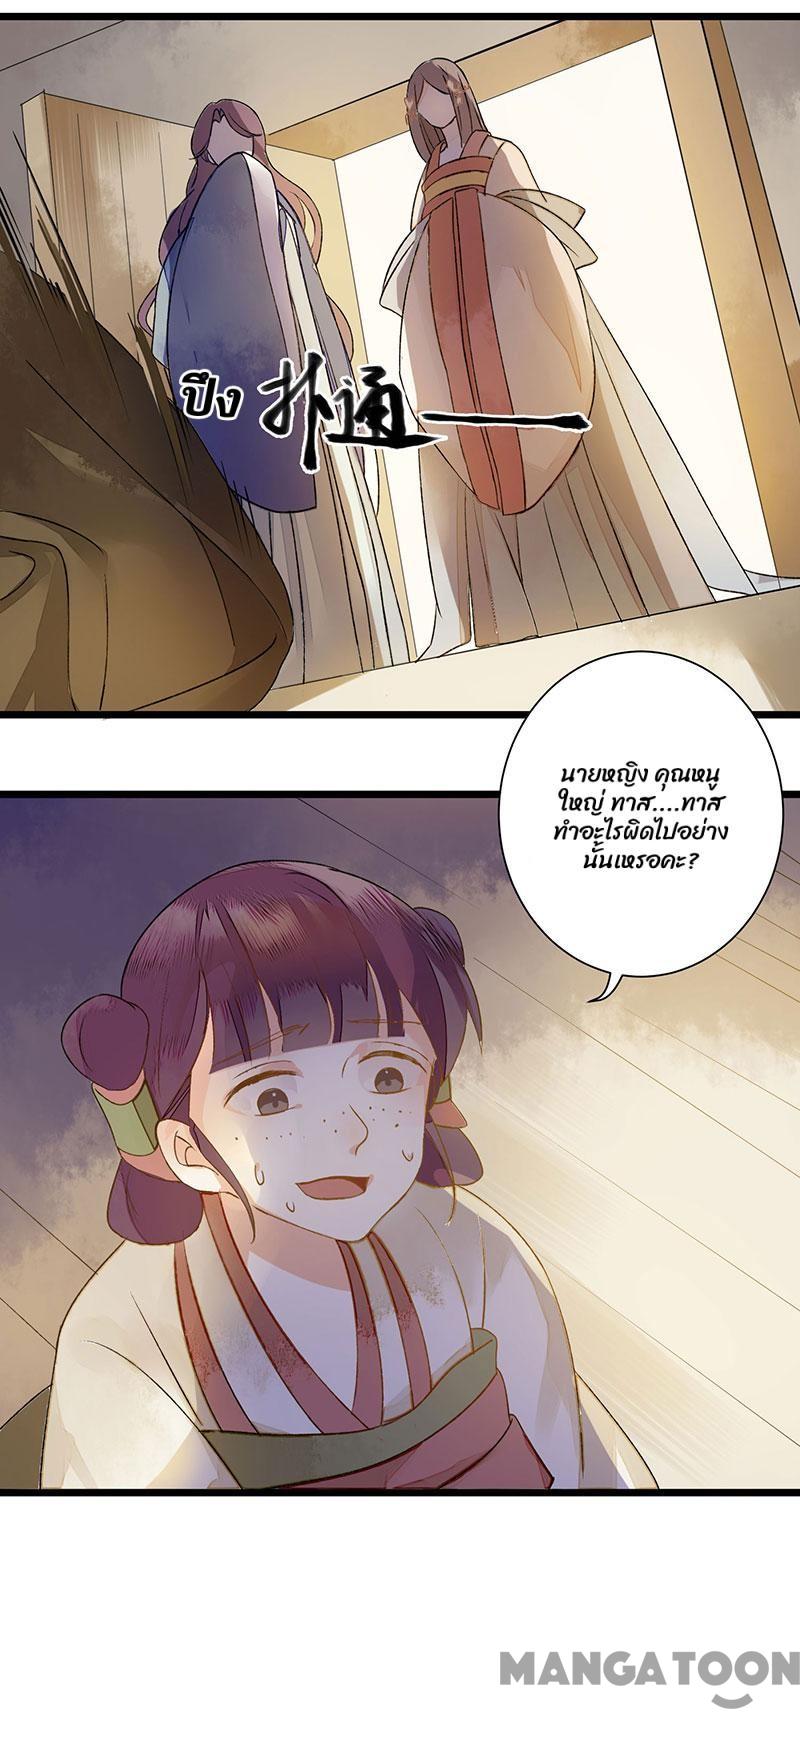 ปึง 扑通
นายหญิง คุณหนู
ใหญ่ ทาส....ทาส
ทำอะไรผิดไปอย่าง
นั้นเหรอคะ?
MANGATOON